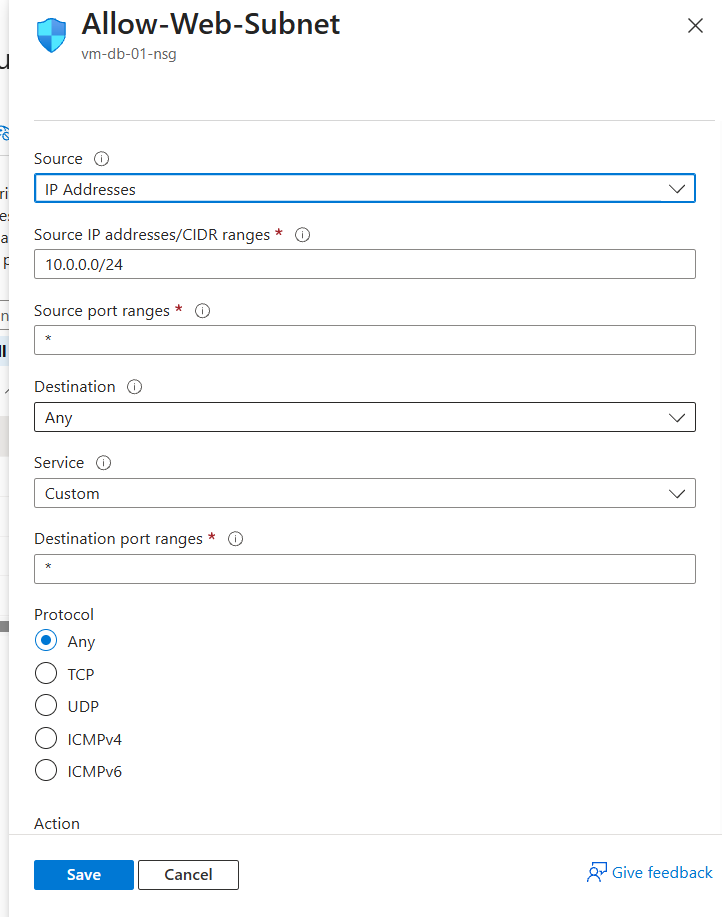 Allow-Web-Subnet
vm-db-01-nsg
Source
IP Addresses
Source IP addresses/CIDR ranges *
10.0.0.0/24
Source port ranges *
*
Destination
Any
Service
Custom
Destination port ranges *
*
Protocol
Any
TCP
UDP
ICMPv4
ICMPv6
Action
Save Cancel Give feedback